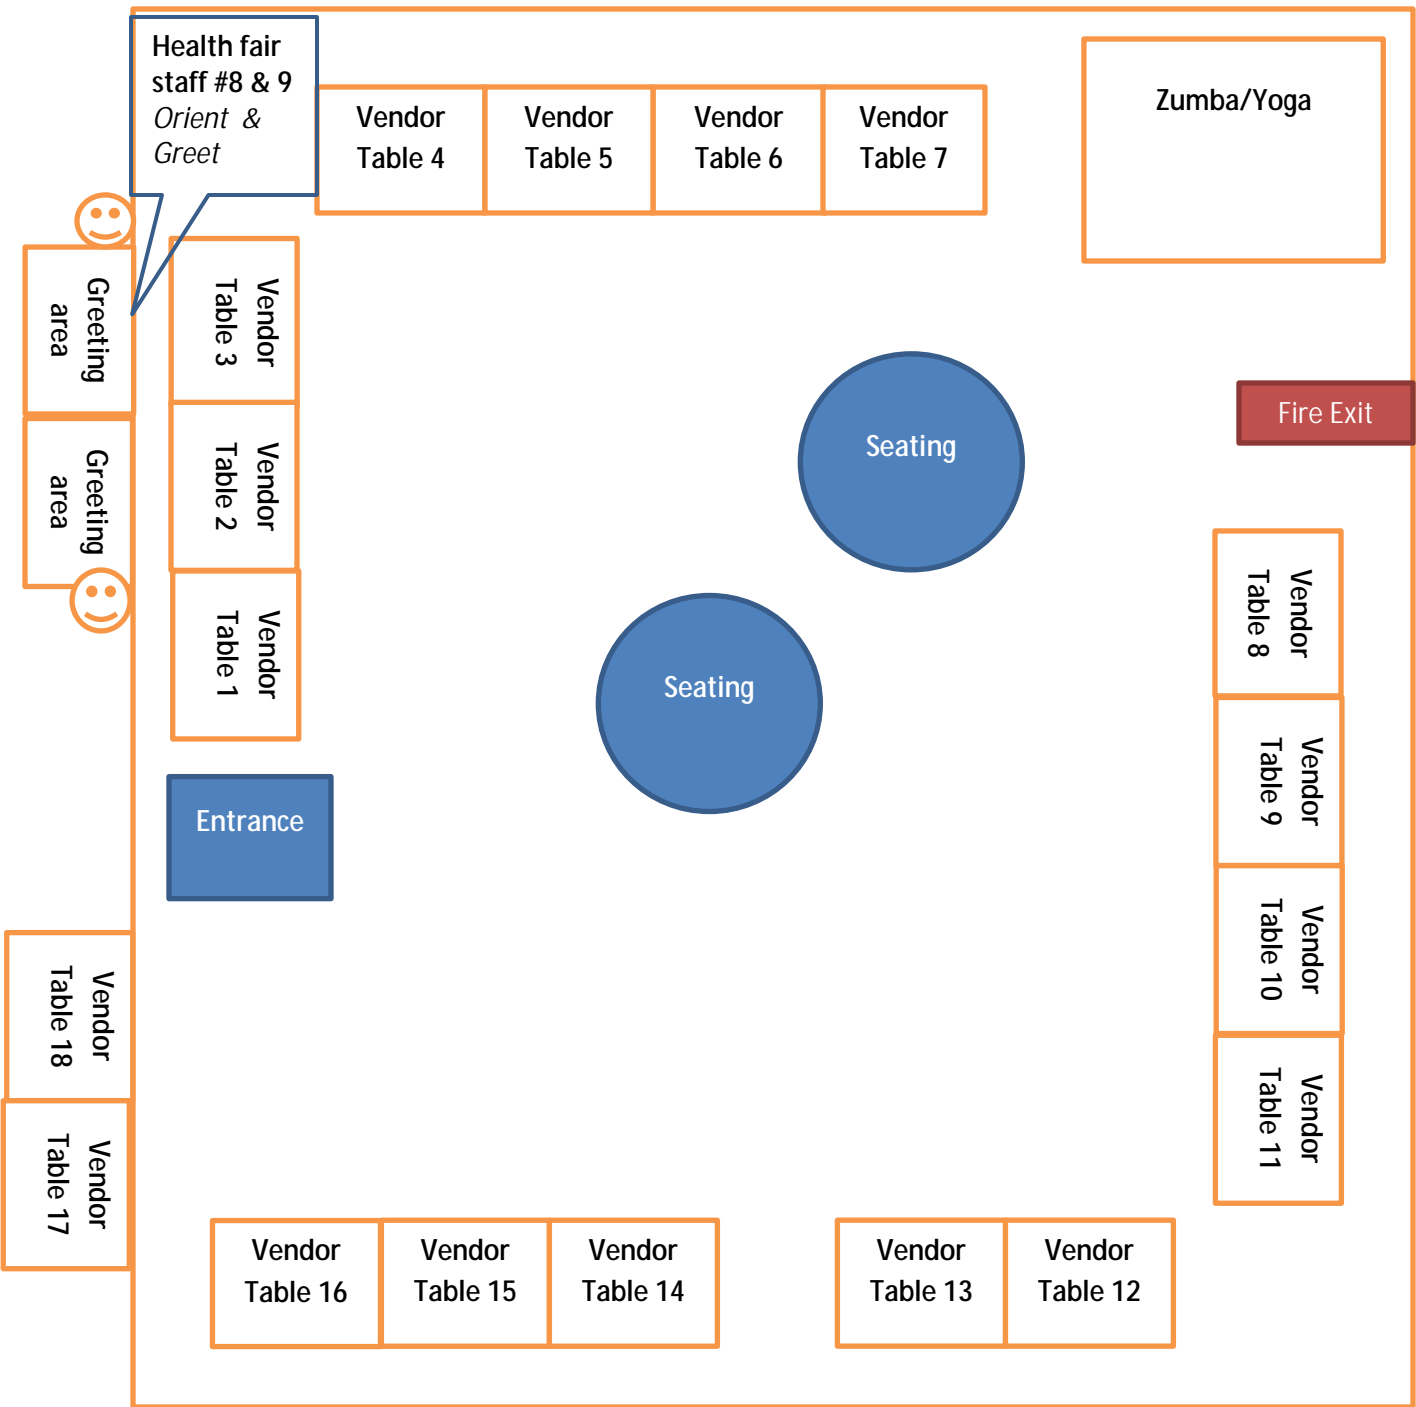 Health fair
staff #8 & 9
Orient & 
Greet
Vendor
Table 4
Vendor
Table 5
Vendor
Table 6
Vendor
Table 7
Zumba/Yoga
Greeting
area
Greeting
area
Vendor
Table 3
Vendor
Table 2
Vendor
Table 1
Seating
Seating
Fire Exit
Entrance
Vendor
Table 8
Vendor
Table 9
Vendor
Table 10
Vendor
Table 11
Vendor
Table 18
Vendor
Table 17
Vendor
Table 16
Vendor
Table 15
Vendor
Table 14
Vendor
Table 13
Vendor
Table 12